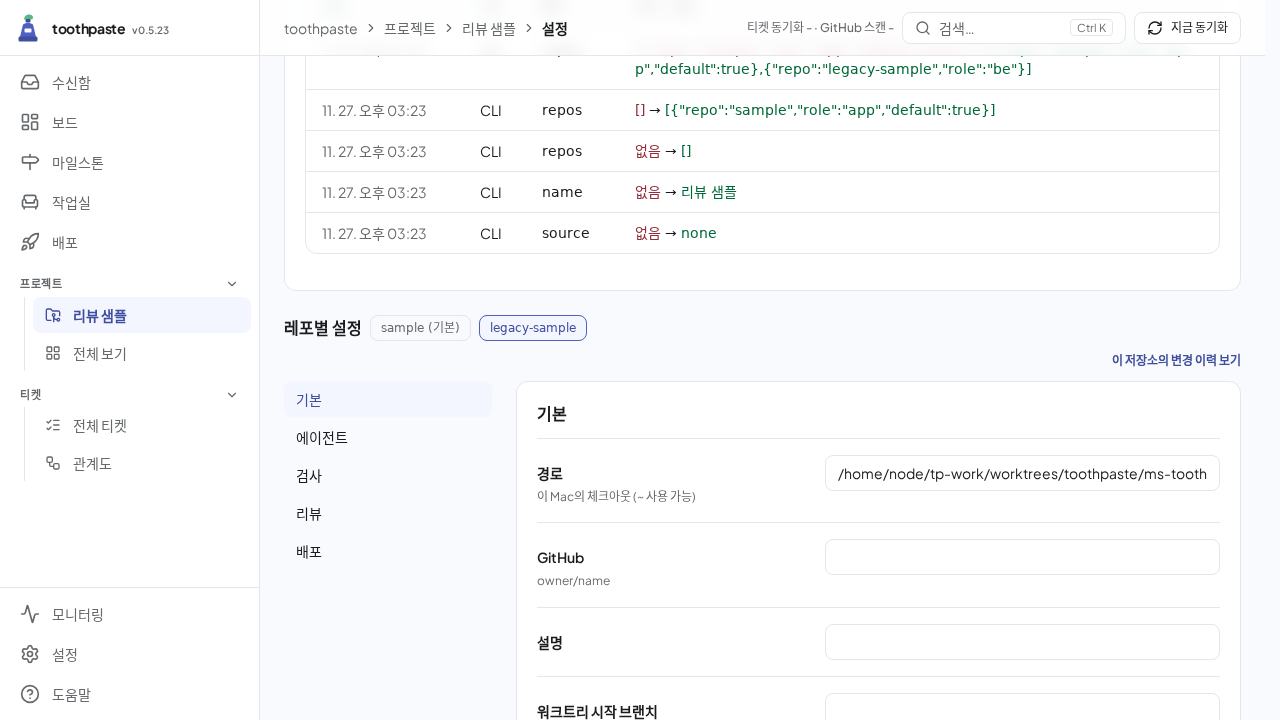 toothpaste v0.5.23
toothpaste > 프로젝트 > 리뷰 샘플 > 설정
티켓 동기화 - · GitHub 스캔 -
검색...
Ctrl K
지금 동기화
수신함
보드
마일스톤
작업실
배포
프로젝트
리뷰 샘플
전체 보기
티켓
전체 티켓
관계도
모니터링
설정
도움말
p","default":true},{"repo":"legacy-sample","role":"be"}]
11. 27. 오후 03:23 CLI repos [] → [{"repo":"sample","role":"app","default":true}]
11. 27. 오후 03:23 CLI repos 없음 → []
11. 27. 오후 03:23 CLI name 없음 → 리뷰 샘플
11. 27. 오후 03:23 CLI source 없음 → none
레포별 설정
sample (기본)
legacy-sample
이 저장소의 변경 이력 보기
기본
에이전트
검사
리뷰
배포
기본
경로
이 Mac의 체크아웃 (~ 사용 가능)
/home/node/tp-work/worktrees/toothpaste/ms-tooth
GitHub
owner/name
설명
워크트리 시작 브랜치